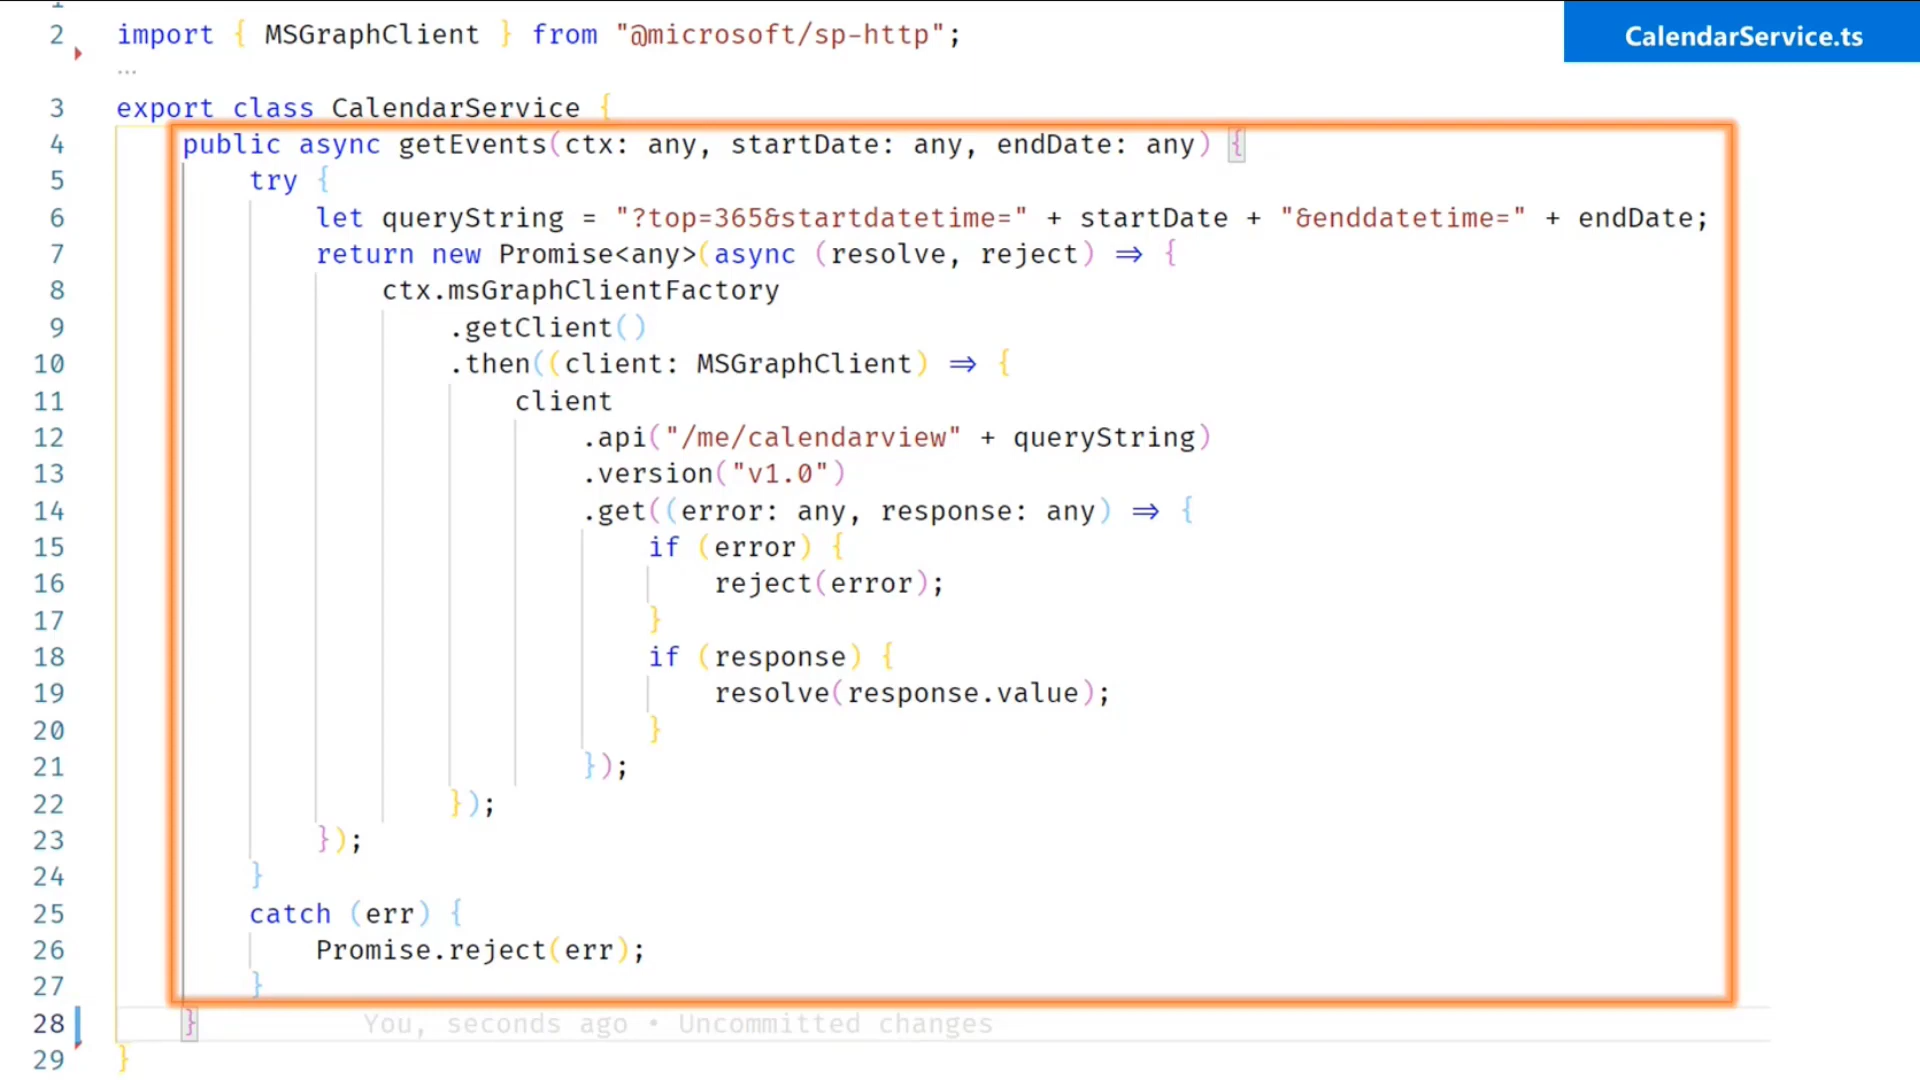 CalendarService.ts
2 import { MSGraphClient } from "@microsoft/sp-http";
...
3 export class CalendarService {
4 public async getEvents(ctx: any, startDate: any, endDate: any) {
5 try {
6 let queryString = "?top=365&startdatetime=" + startDate + "&enddatetime=" + endDate;
7 return new Promise<any>(async (resolve, reject) => {
8 ctx.msGraphClientFactory
9 .getClient()
10 .then((client: MSGraphClient) => {
11 client
12 .api("/me/calendarview" + queryString)
13 .version("v1.0")
14 .get((error: any, response: any) => {
15 if (error) {
16 reject(error);
17 }
18 if (response) {
19 resolve(response.value);
20 }
21 });
22 });
23 });
24 }
25 catch (err) {
26 Promise.reject(err);
27 }
28 } You, seconds ago • Uncommitted changes
29 }